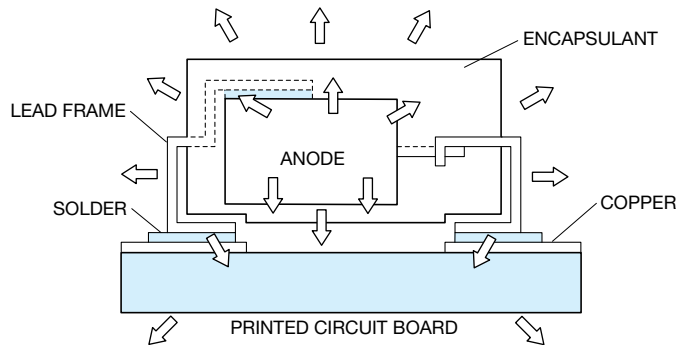 ENCAPSULANT
LEAD FRAME
ANODE
SOLDER
COPPER
PRINTED CIRCUIT BOARD